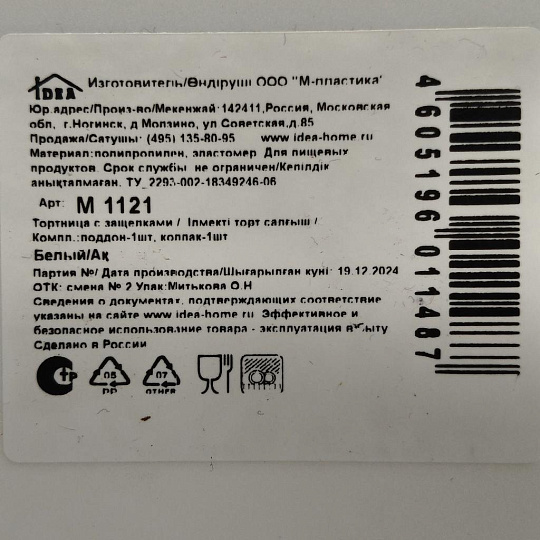 IDEA Изготовитель/Өндіруші ООО "М-пластика"
Юр.адрес/Произ-во/Мекенжай:142411,Россия, Московская
обл, г.Ногинск, д Молзино, ул Советская,д.85
Продажа/Сатушы: (495) 135-80-95 www.idea-home.ru
Материал:полипропилен, эластомер. Для пищевых
продуктов. Срок службы не ограничен/Кепілдік
анықталмаған. ТУ 2293-002-18349246-06
Арт: М 1121
Тортница с защелками / Ілмекті торт салғыш /
Компл.:поддон-1шт, колпак-1шт
Белый/Ақ
Партия №/ Дата производства/Шығарылған күні: 19.12.2024
ОТК: смена № 2 Упак:Митькова О.Н
Сведения о документах, подтверждающих соответствие
указаны на сайте www.idea-home.ru. Эффективное и
безопасное использование товара - эксплуатация в быту
Сделано в России
05 07
PP OTHER
4 605196 011487